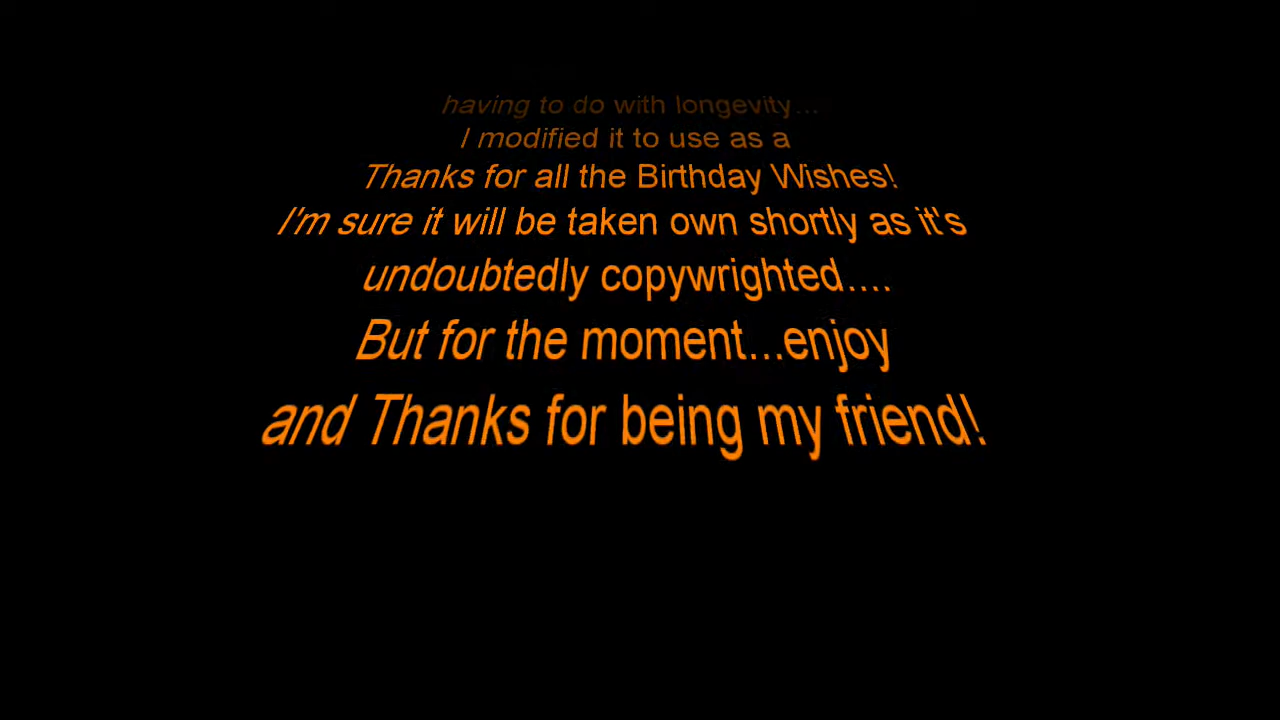 having to do with longevity...
I modified it to use as a
Thanks for all the Birthday Wishes!
I'm sure it will be taken own shortly as it's
undoubtedly copywrighted....
But for the moment...enjoy
and Thanks for being my friend!